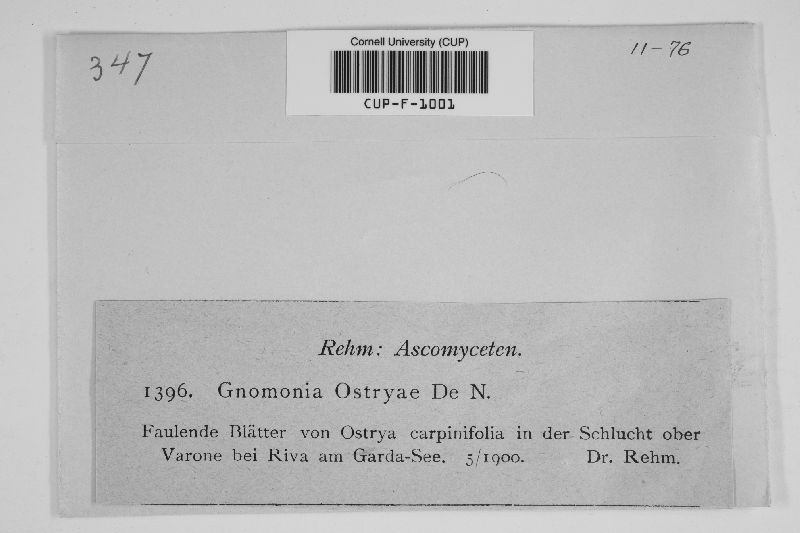 347
Cornell University (CUP)
CUP-F-1001
11-76
Rehm: Ascomyceten.
1396. Gnomonia Ostryae De N.
Faulende Blätter von Ostrya carpinifolia in der Schlucht ober
Varone bei Riva am Garda-See. 5/1900. Dr. Rehm.